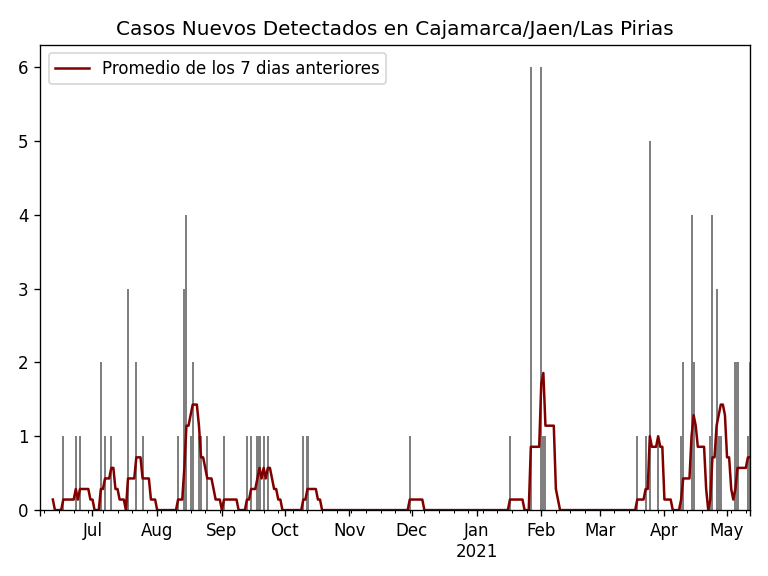 Casos Nuevos Detectados en Cajamarca/Jaen/Las Pirias
Promedio de los 7 dias anteriores
6
5
4
3
2
1
0
Jul Aug Sep Oct Nov Dec Jan Feb Mar Apr May
2021